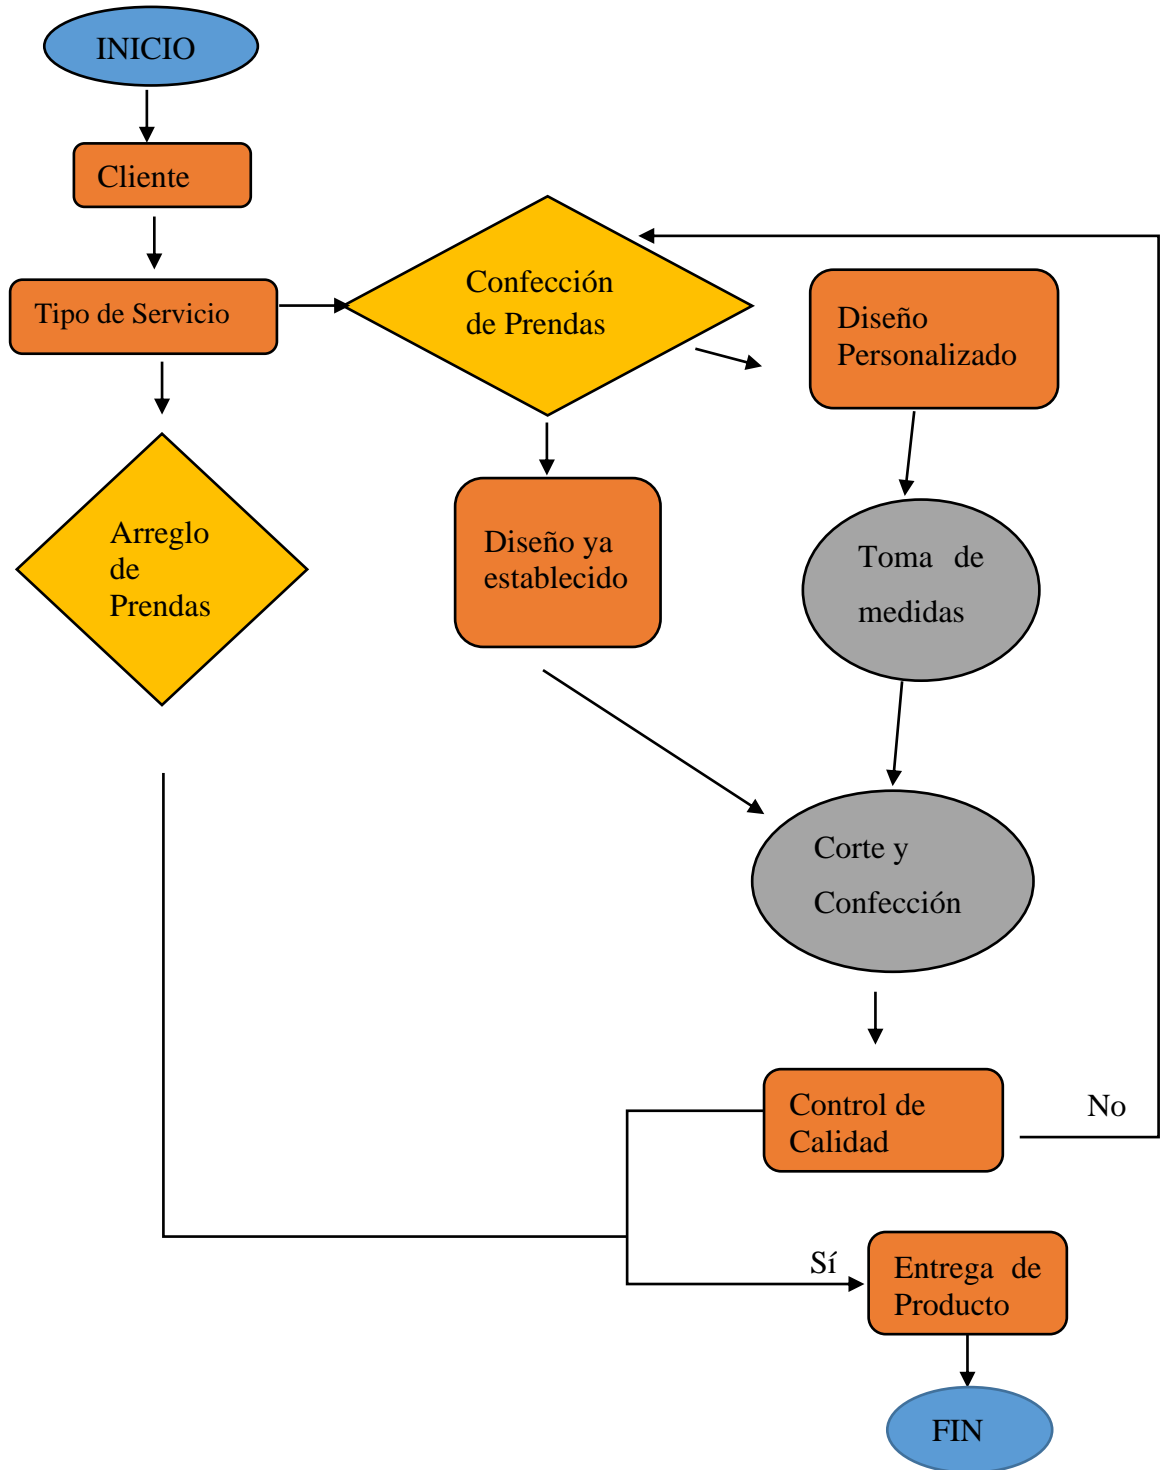 INICIO
Cliente
Tipo de Servicio
Confección
de Prendas
Diseño
Personalizado
Arreglo
de
Prendas
Diseño ya
establecido
Toma de
medidas
Corte y
Confección
Control de
Calidad
No
Sí
Entrega de
Producto
FIN